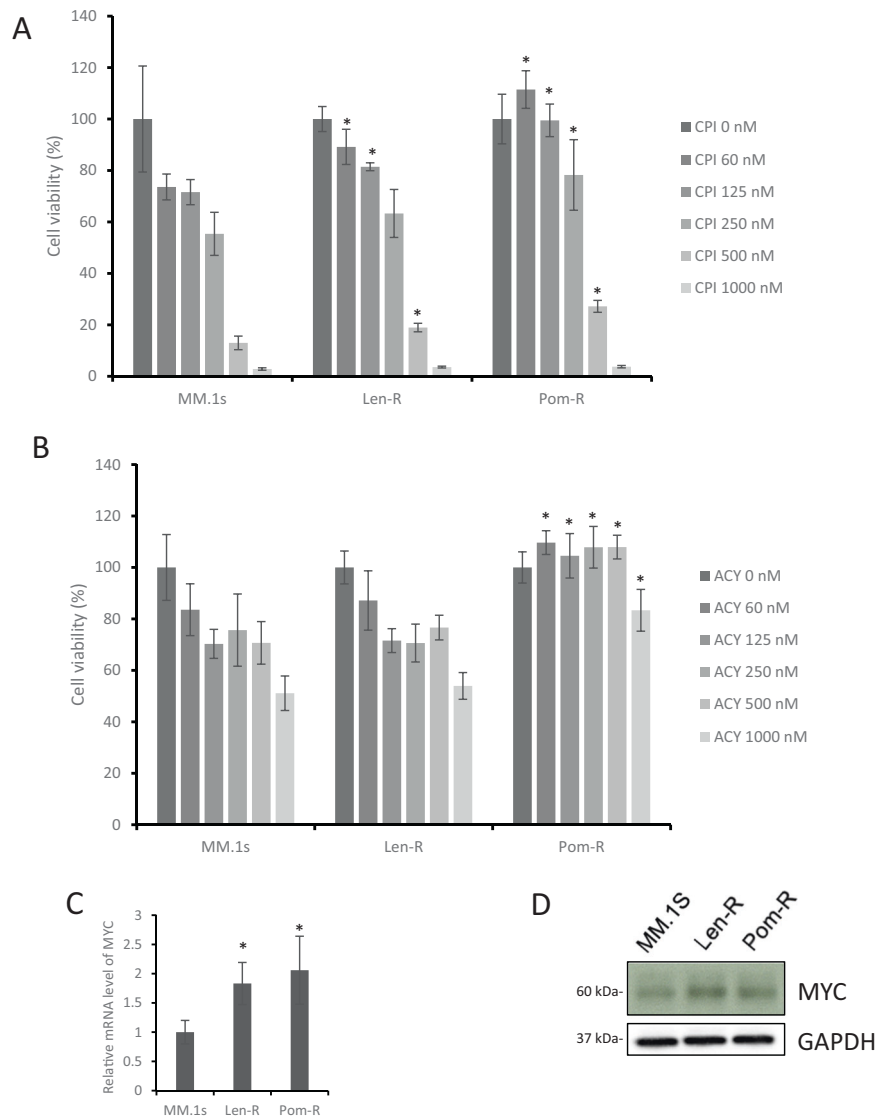 A
Cell viability (%)
140
120
100
80
60
40
20
0
* * * * * * *
MM.1s Len-R Pom-R
CPI 0 nM
CPI 60 nM
CPI 125 nM
CPI 250 nM
CPI 500 nM
CPI 1000 nM
B
Cell viability (%)
140
120
100
80
60
40
20
0
* * * * *
MM.1s Len-R Pom-R
ACY 0 nM
ACY 60 nM
ACY 125 nM
ACY 250 nM
ACY 500 nM
ACY 1000 nM
C
Relative mRNA level of MYC
3
2.5
2
1.5
1
0.5
0
* *
MM.1s Len-R Pom-R
D
MM.1S Len-R Pom-R
60 kDa- MYC
37 kDa- GAPDH